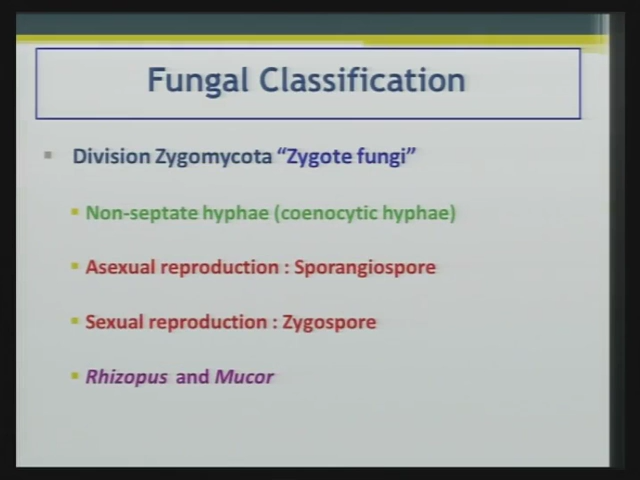 Fungal Classification
Division Zygomycota “Zygote fungi”
Non-septate hyphae (coenocytic hyphae)
Asexual reproduction : Sporangiospore
Sexual reproduction : Zygospore
Rhizopus and Mucor